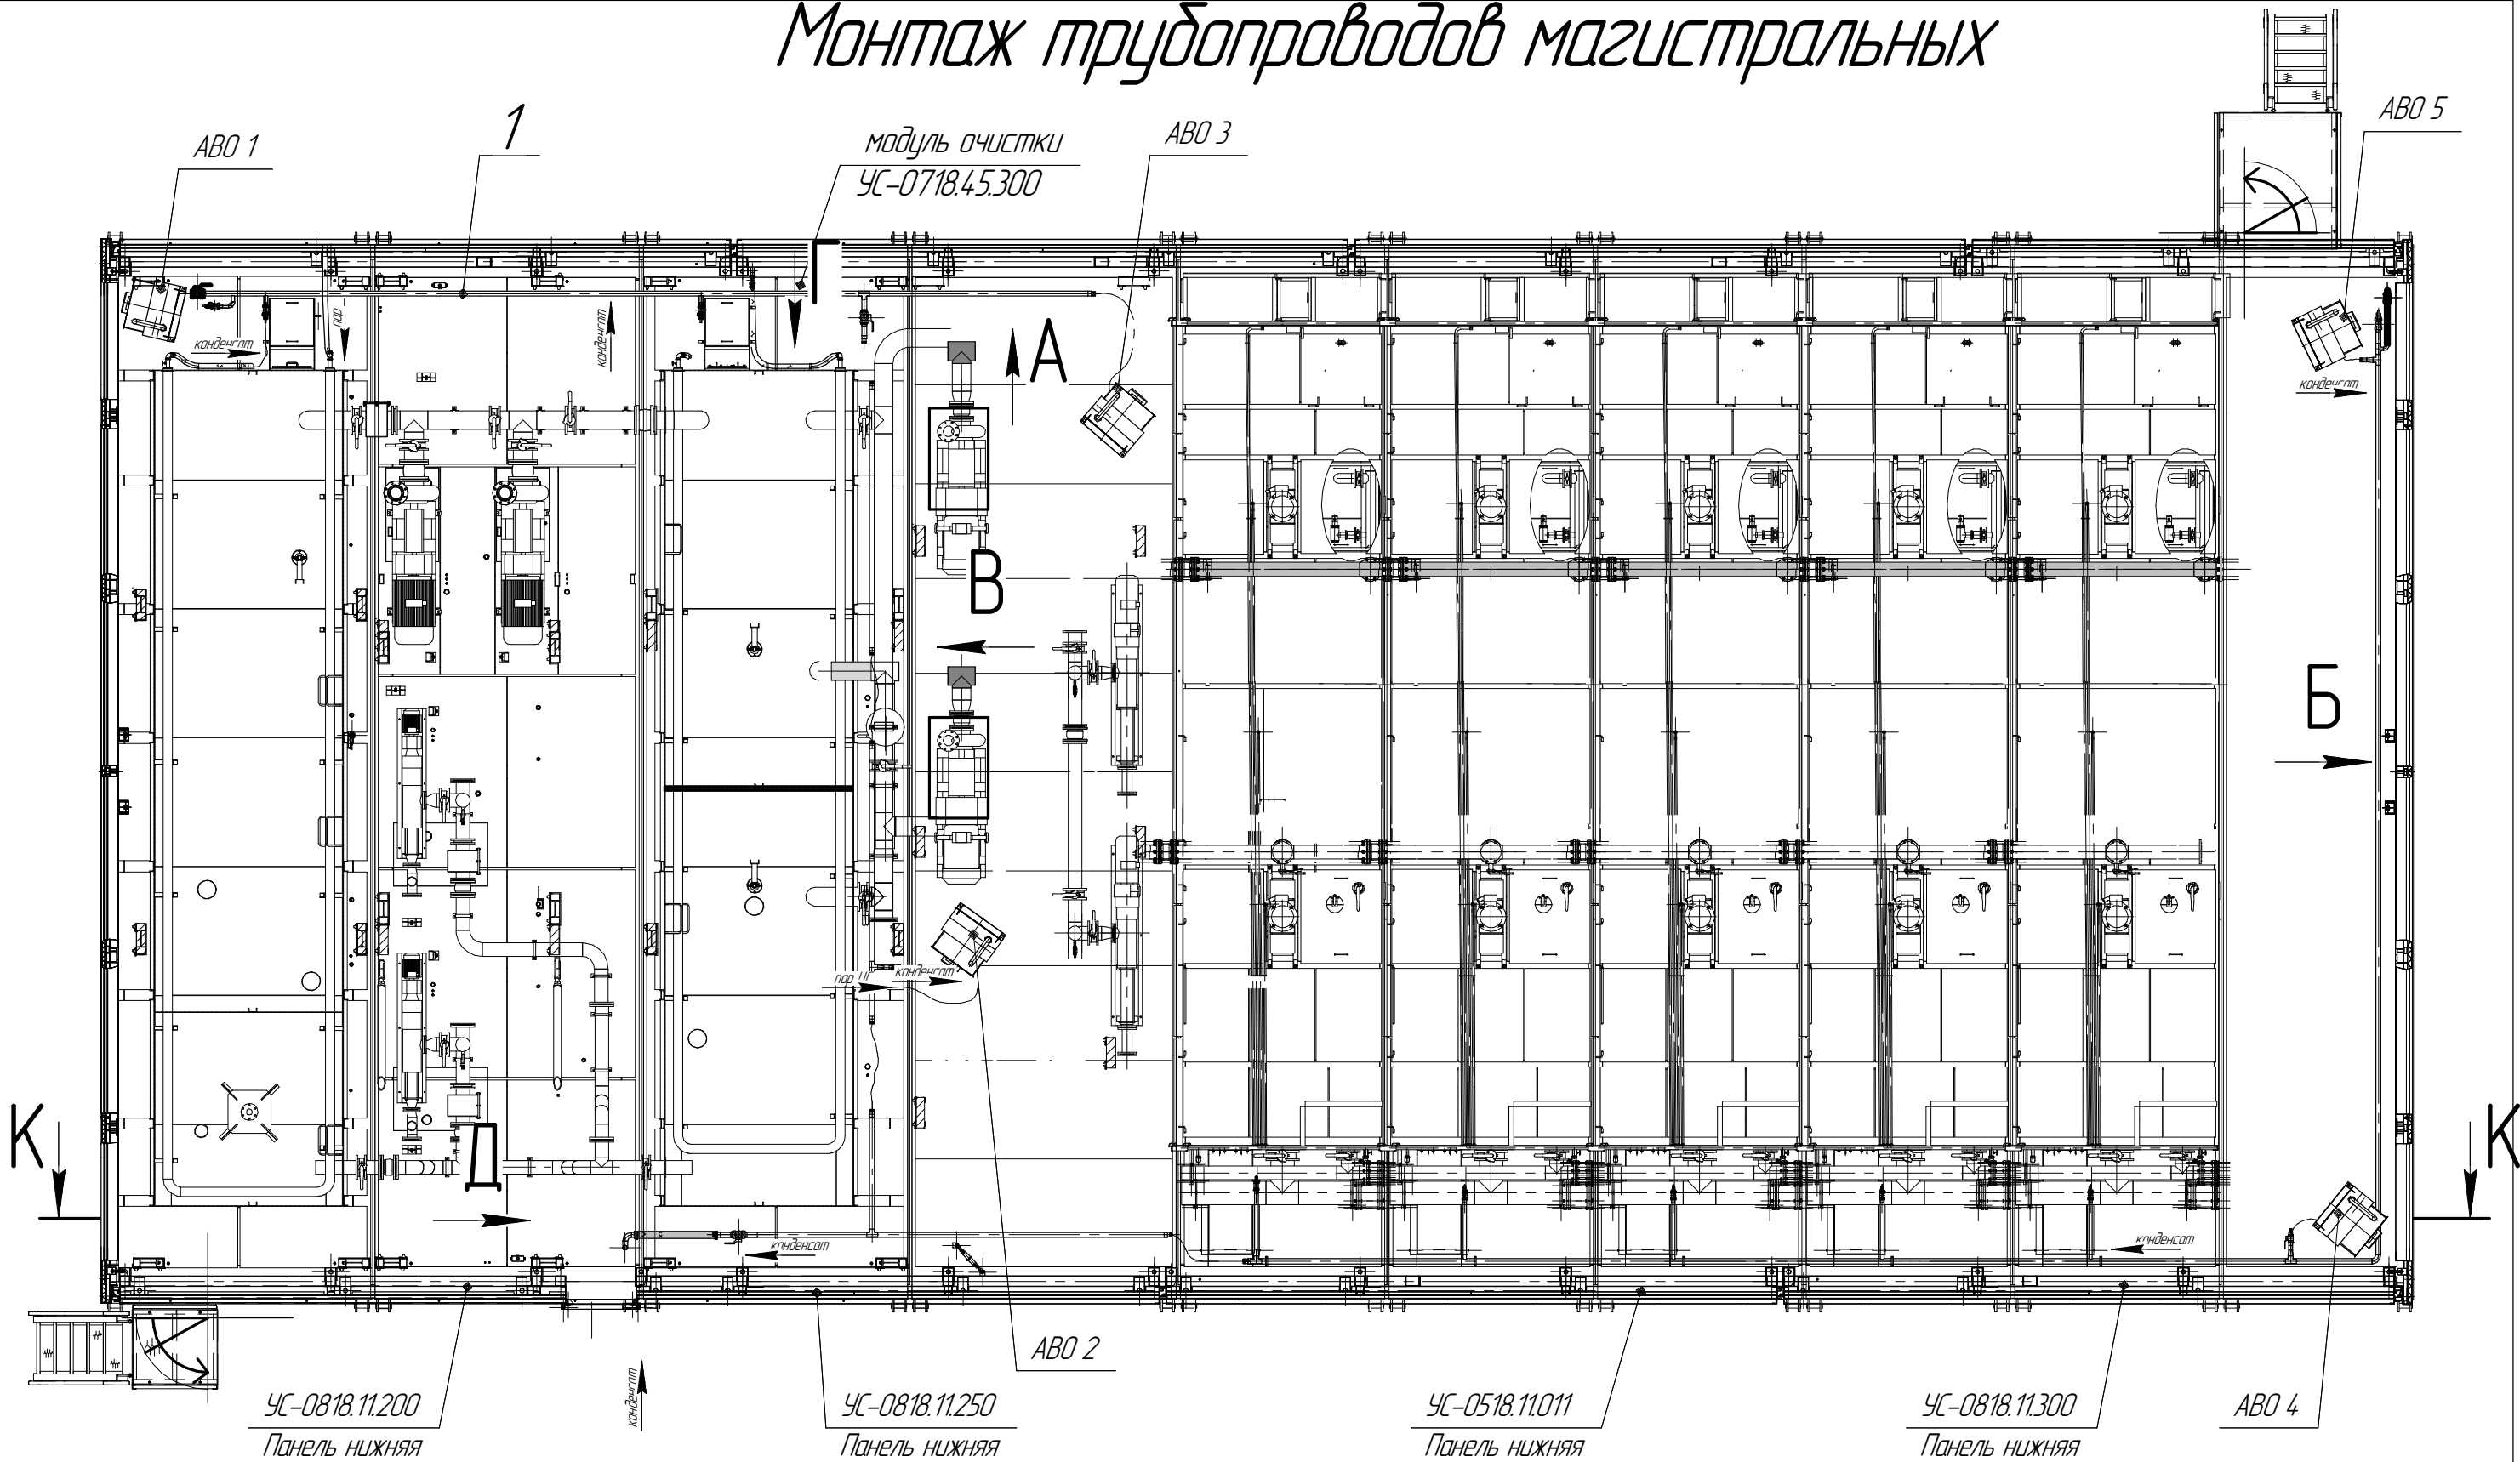 Монтаж трубопроводов магистральных
АВО 1
1
модуль очистки
УС-0718.45.300
АВО 3
АВО 5
Г
пар
конденсат
конденсат
А
конденсат
В
Б
пар
конденсат
К
К
Д
конденсат
конденсат
АВО 2
конденсат
УС-0818.11.200
Панель нижняя
УС-0818.11.250
Панель нижняя
УС-0518.11.011
Панель нижняя
УС-0818.11.300
Панель нижняя
АВО 4